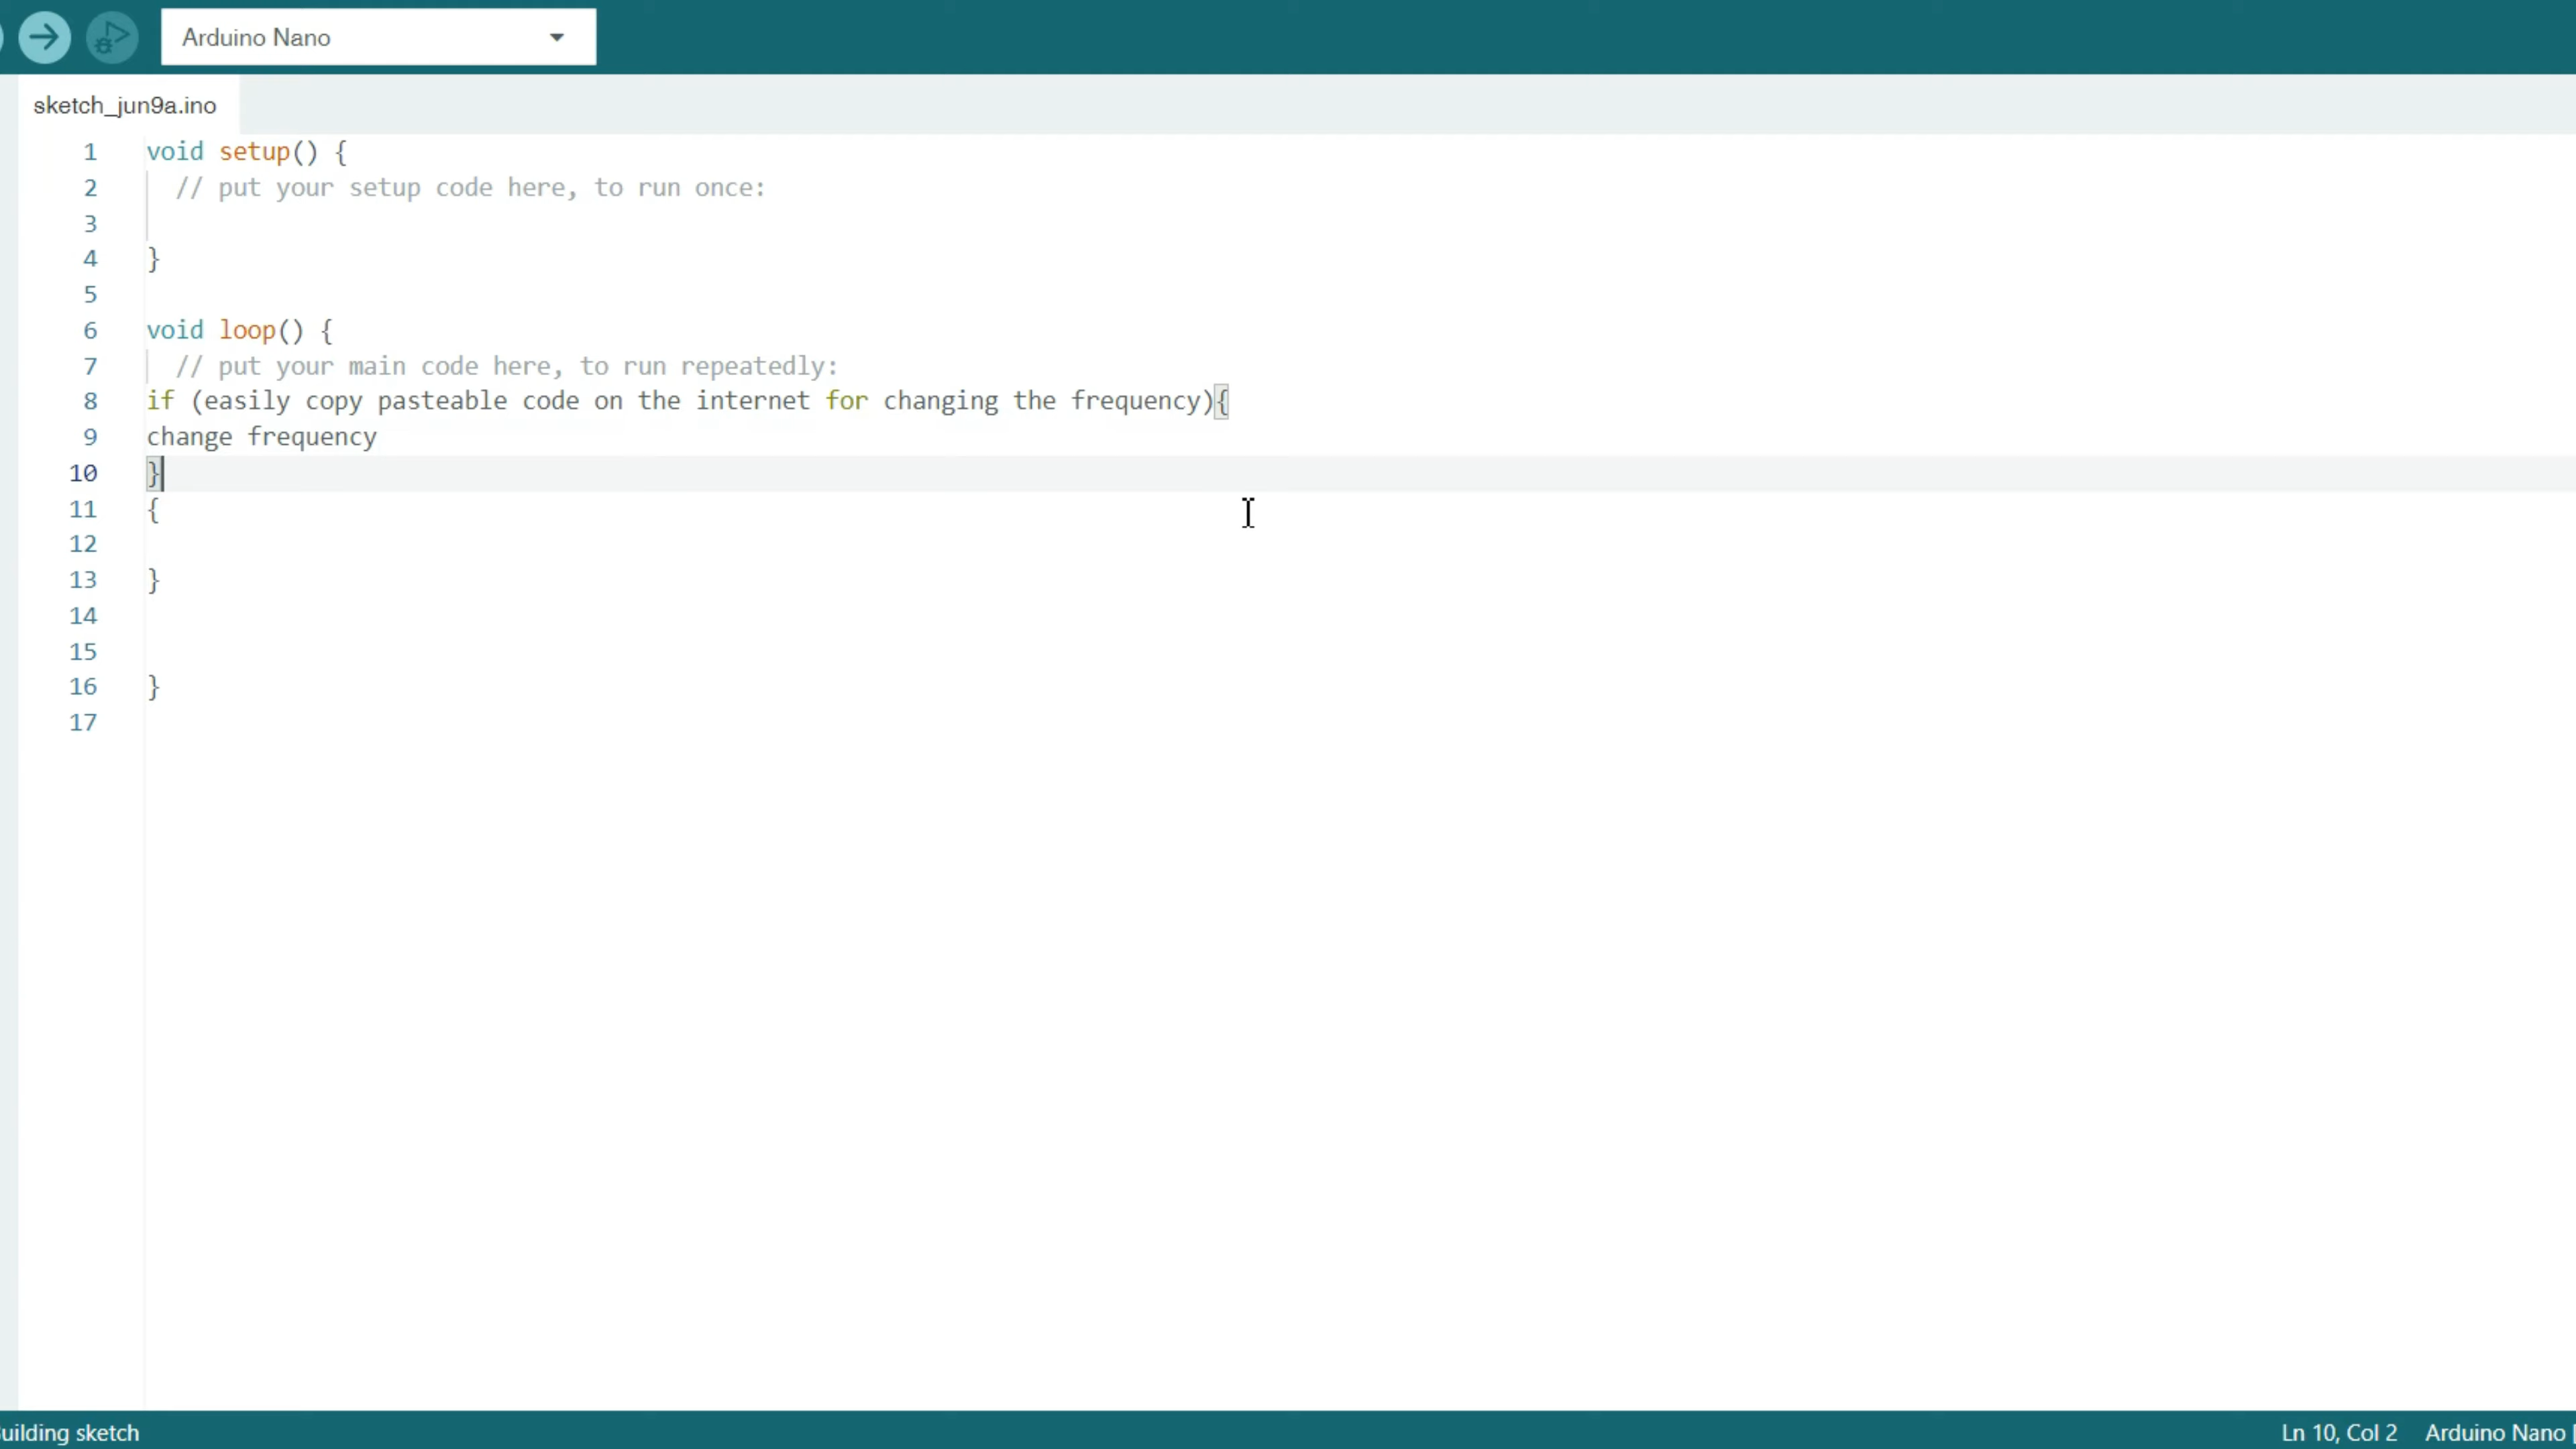 Arduino Nano
sketch_jun9a.ino
1 void setup() {
2 // put your setup code here, to run once:
3
4 }
5
6 void loop() {
7 // put your main code here, to run repeatedly:
8 if (easily copy pasteable code on the internet for changing the frequency){
9 change frequency
10 }
11 {
12
13 }
14
15
16 }
17
uilding sketch
Ln 10, Col 2 Arduino Nano